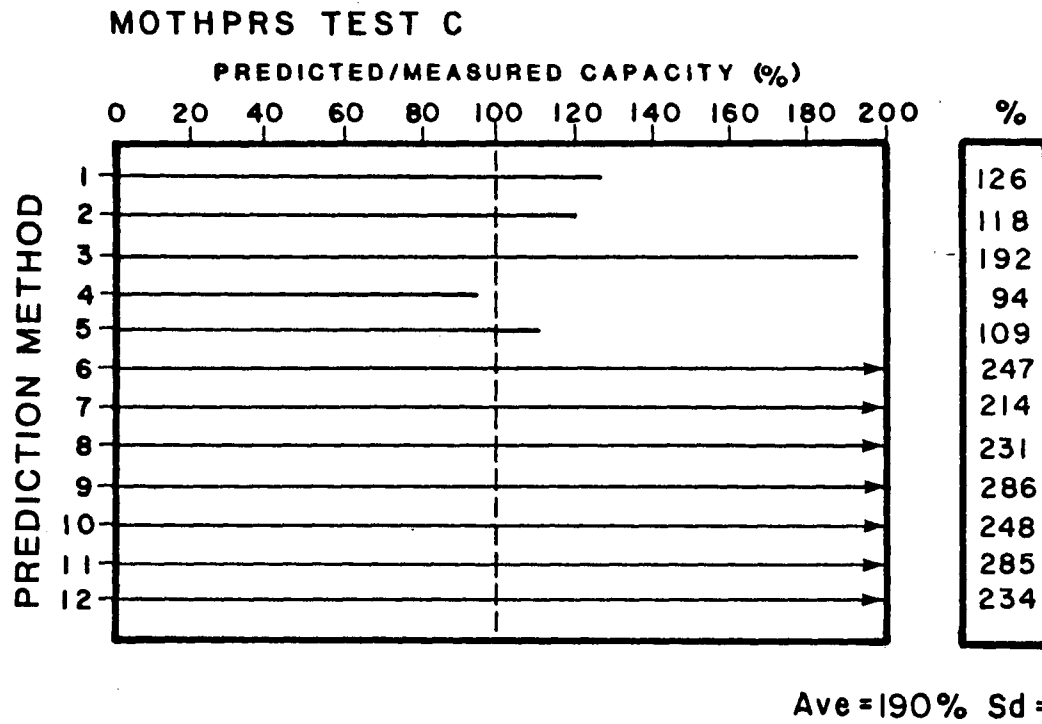 MOTHPRS TEST C
PREDICTED/MEASURED CAPACITY (%)
0 20 40 60 80 100 120 140 160 180 200 %
PREDICTION METHOD
1 126
2 118
3 192
4 94
5 109
6 247
7 214
8 231
9 286
10 248
11 285
12 234
Ave=190% Sd=